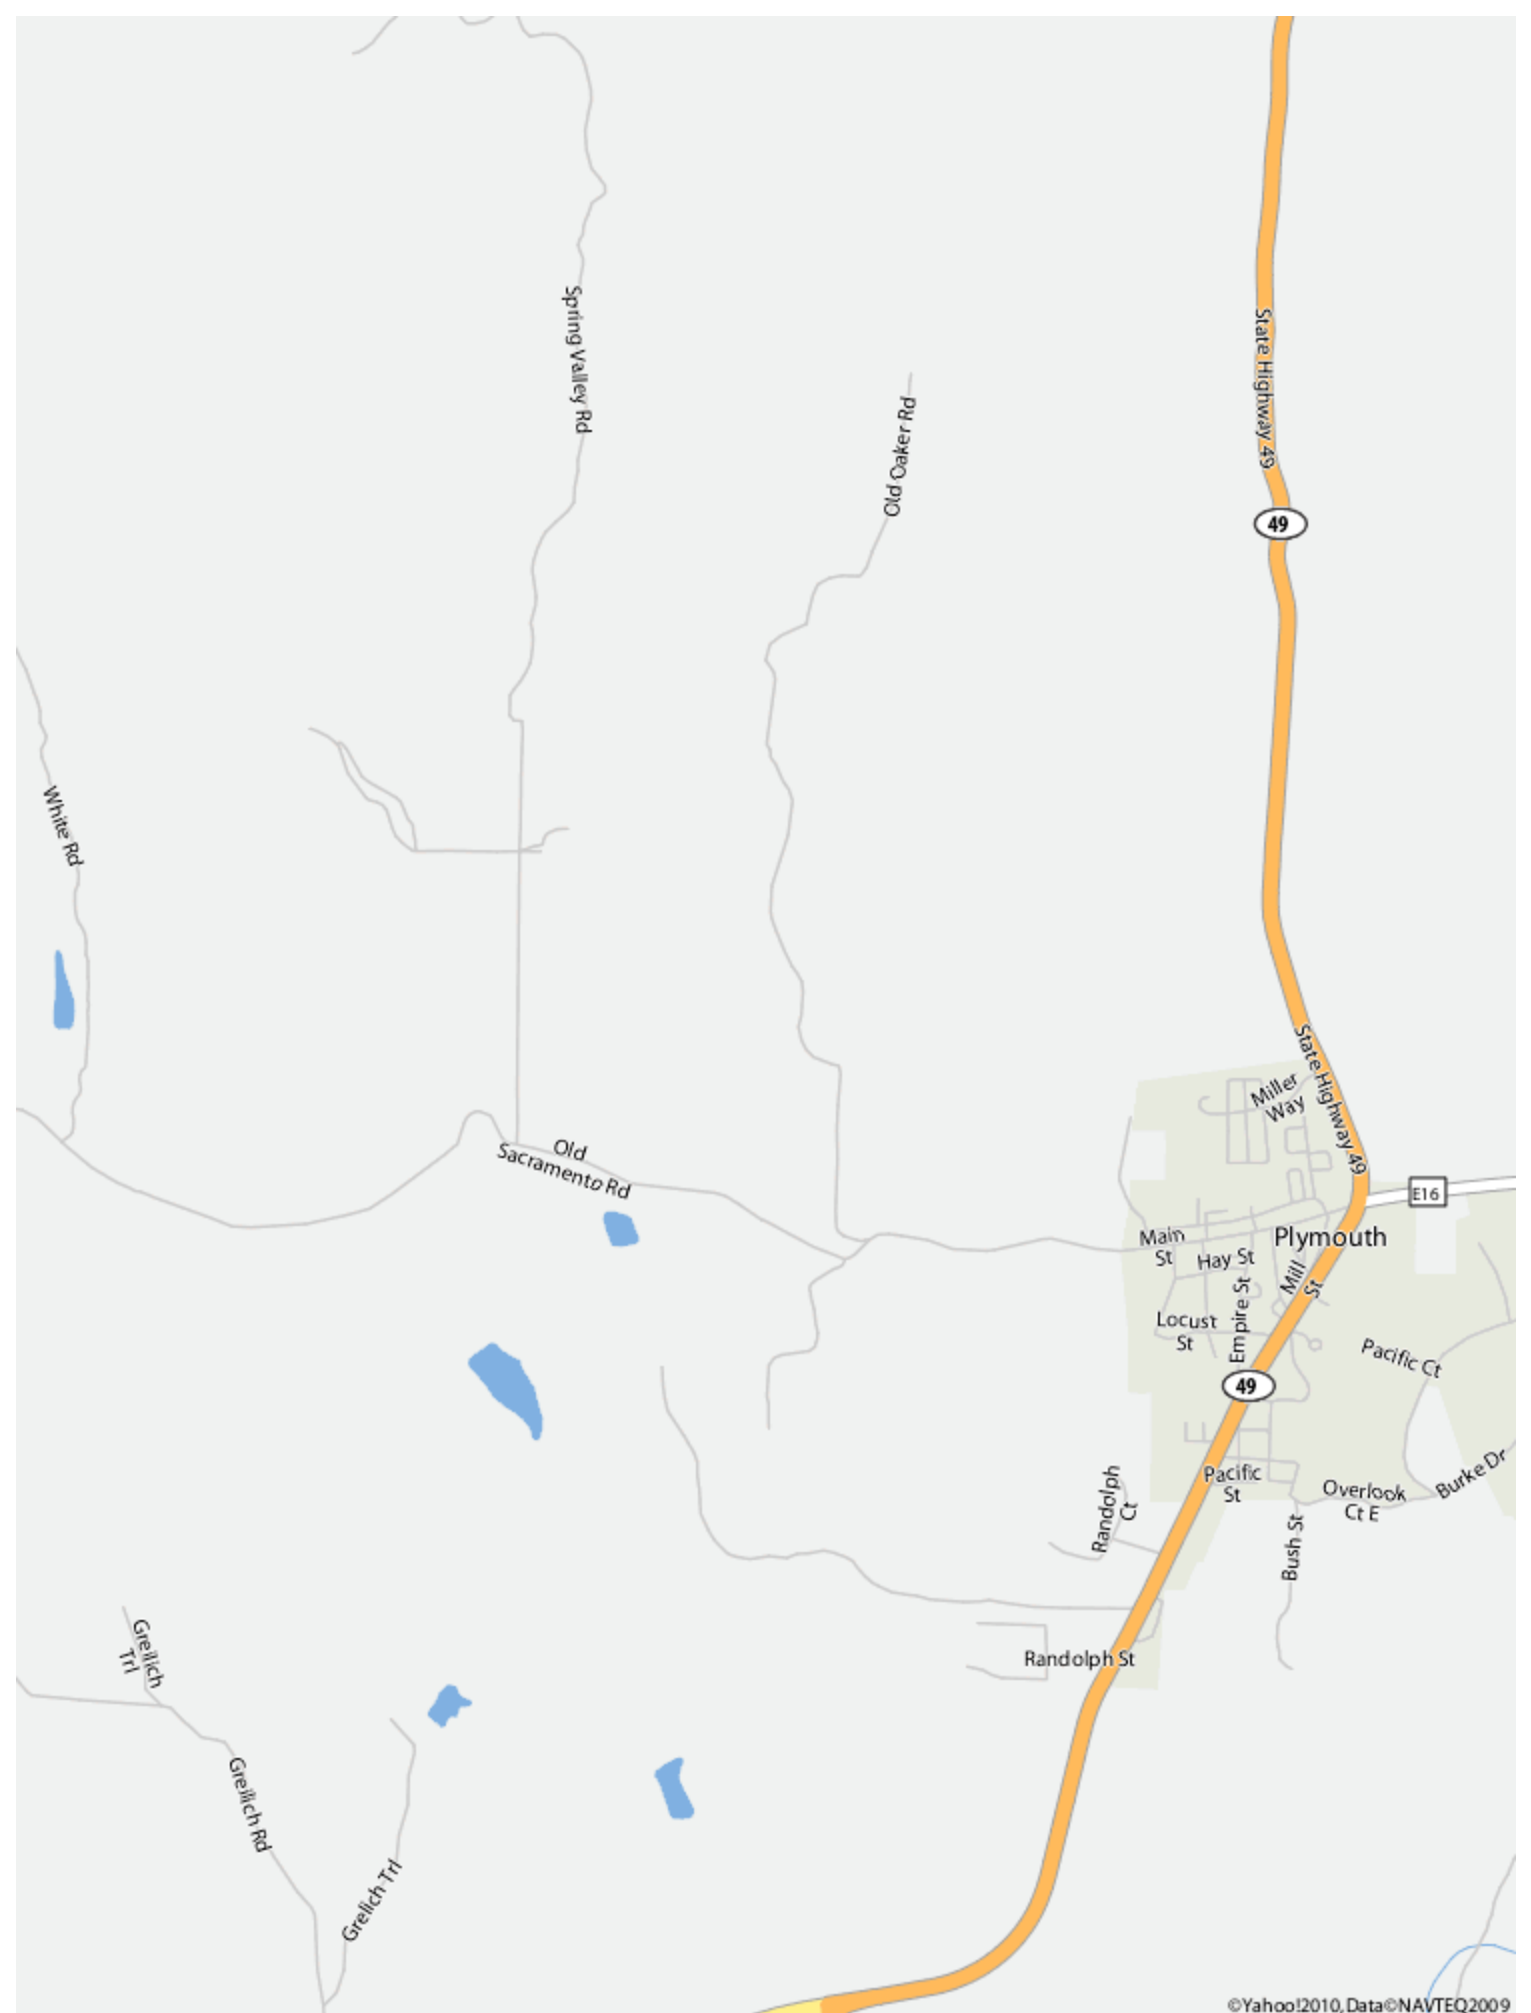 Spring Valley Rd
State Highway 49
Old Oaker Rd
49
White Rd
State Highway 49
Miller
Way
Old
Sacramento Rd
E16
Main
St
Plymouth
Hay St
Mill
St
Empire St
Locust
St
Pacific Ct
49
Pacific
St
Randolph
Ct
Overlook
Ct E
Burke Dr
Bush St
Greilich
Trl
Randolph St
Greilich Rd
Grelich Trl
©Yahoo!2010,Data©NAVTEQ2009